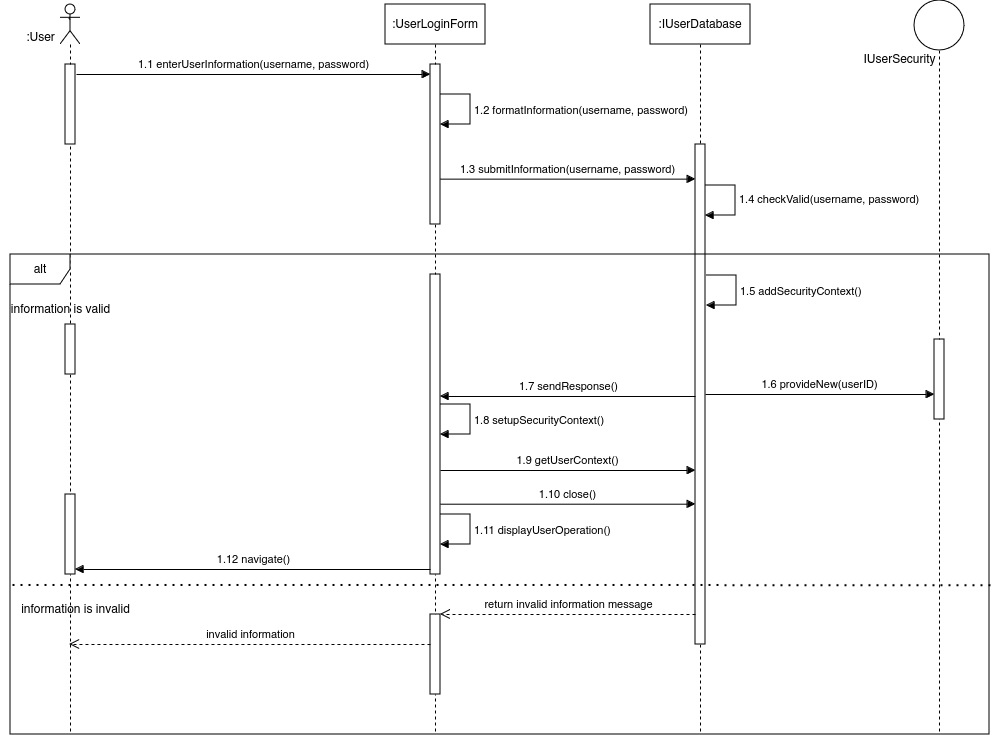 :User
:UserLoginForm
:IUserDatabase
IUserSecurity
1.1 enterUserInformation(username, password)
1.2 formatInformation(username, password)
1.3 submitInformation(username, password)
1.4 checkValid(username, password)
alt
information is valid
1.5 addSecurityContext()
1.6 provideNew(userID)
1.7 sendResponse()
1.8 setupSecurityContext()
1.9 getUserContext()
1.10 close()
1.11 displayUserOperation()
1.12 navigate()
information is invalid
return invalid information message
invalid information